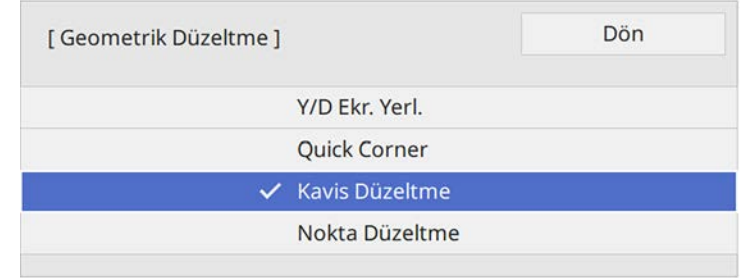 [ Geometrik Düzeltme ]
Dön
Y/D Ekr. Yerl.
Quick Corner
Kavis Düzeltme
Nokta Düzeltme